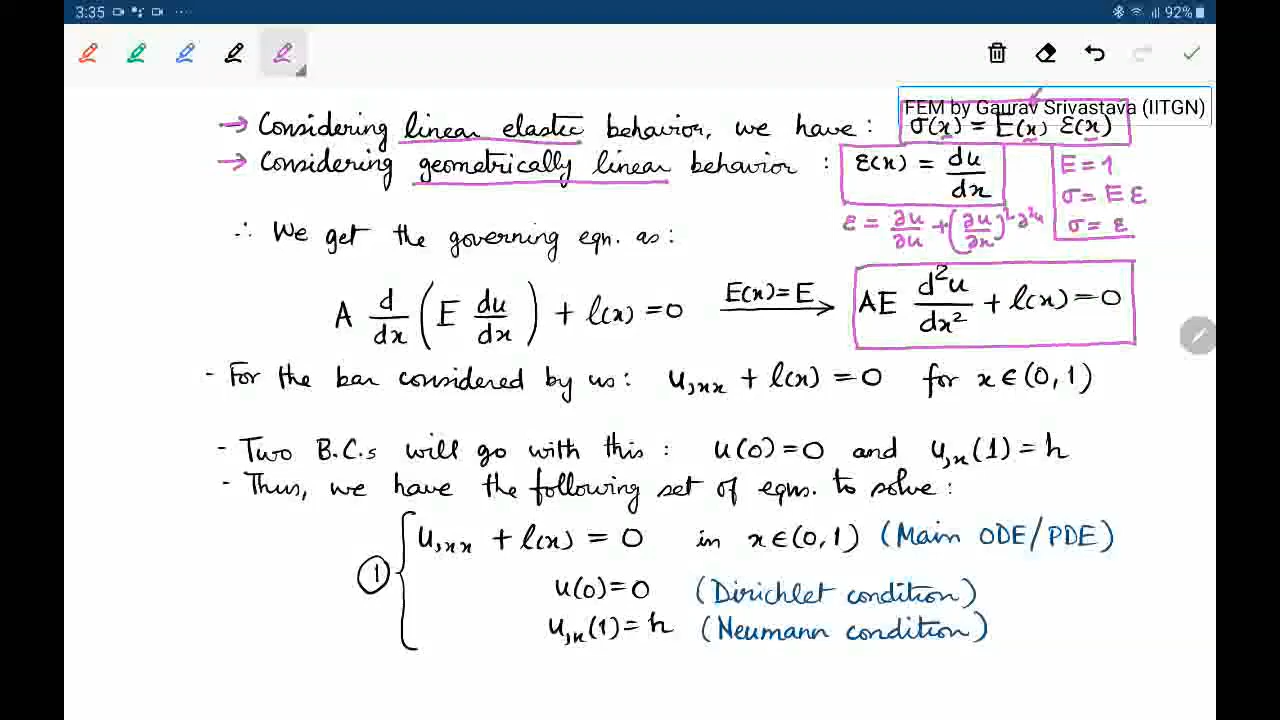 3:35
92%
FEM by Gaurav Srivastava (IITGN)
→ Considering linear elastic behavior, we have: σ(x) = E(x) ε(x)
→ Considering geometrically linear behavior : ε(x) = du/dx
E=1
σ = E ε
σ = ε
ε = ∂u/∂u + (∂u/∂x)² ∂²u
∴ We get the governing eqn. as:
A d/dx (E du/dx) + l(x) = 0 E(x)=E → AE d²u/dx² + l(x) = 0
- For the bar considered by us: u,xx + l(x) = 0 for x∈(0,1)
- Two B.C.s will go with this: u(0)=0 and u,x(1)=h
- Thus, we have the following set of eqns. to solve:
① { u,xx + l(x) = 0 in x∈(0,1) (Main ODE/PDE)
u(0)=0 (Dirichlet condition)
u,x(1)=h (Neumann condition)